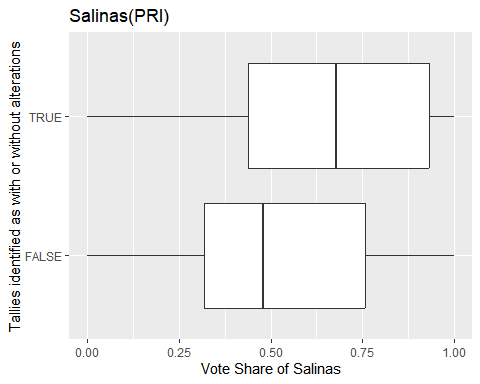 Salinas(PRI)
Tallies identified as with or without alterations
TRUE
FALSE
0.00 0.25 0.50 0.75 1.00
Vote Share of Salinas